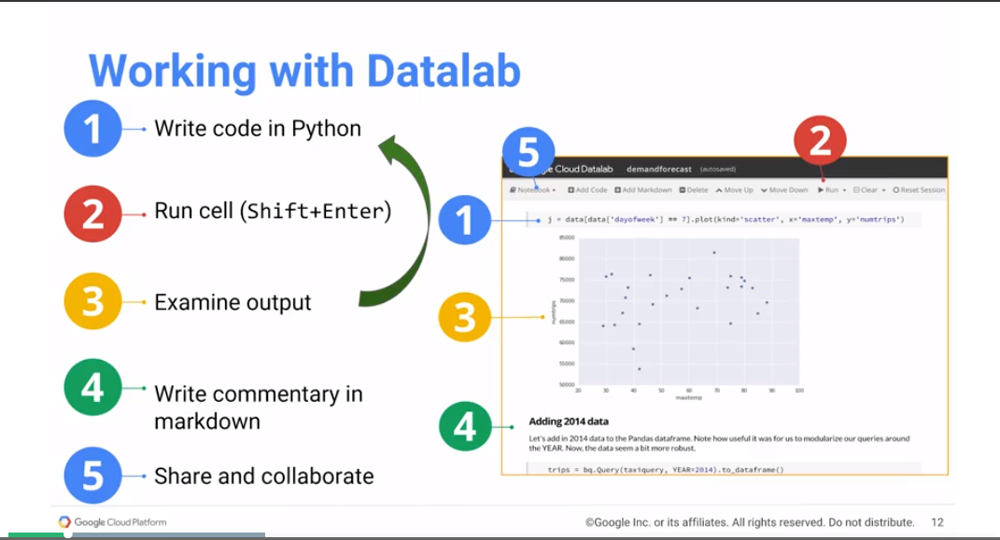 Working with Datalab
1
Write code in Python
2
Run cell (Shift+Enter)
3
Examine output
4
Write commentary in
markdown
5
Share and collaborate
5
2
gle Cloud Datalab demandforecast (autosaved)
Notebook Add Code Add Markdown Delete Move Up Move Down Run Clear Reset Session
1
j = data[data['dayofweek'] == 7].plot(kind='scatter', x='maxtemp', y='numtrips')
85000
80000
75000
70000
65000
60000
55000
50000
numtrips
20 30 40 50 60 70 80 90 100
maxtemp
3
4
Adding 2014 data
Let's add in 2014 data to the Pandas dataframe. Note how useful it was for us to modularize our queries around
the YEAR. Now, the data seem a bit more robust.
trips = bq.Query(taxiquery, YEAR=2014).to_dataframe()
Google Cloud Platform
©Google Inc. or its affiliates. All rights reserved. Do not distribute. 12